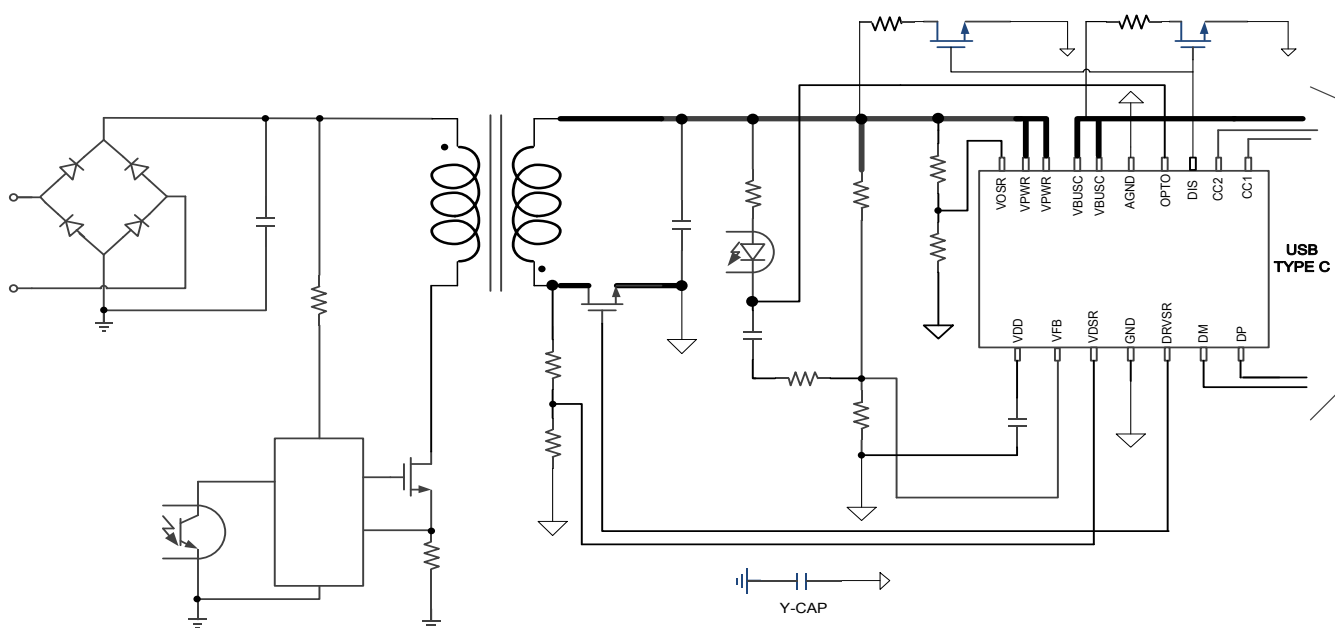 VOSR
VPWR
VPWR
VBUSC
VBUSC
AGND
OPTO
DIS
CC2
CC1
USB
TYPE C
VDD
VFB
VDSR
GND
DRVSR
DM
DP
Y-CAP